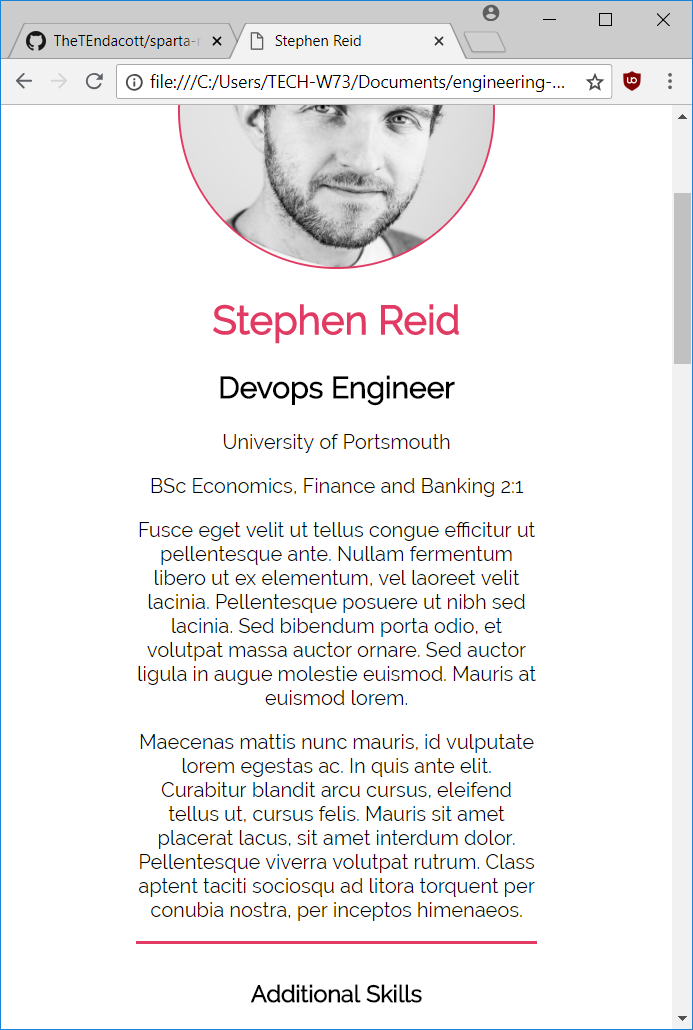 TheTEndacott/sparta-
Stephen Reid
file:///C:/Users/TECH-W73/Documents/engineering-...
Stephen Reid
Devops Engineer
University of Portsmouth
BSc Economics, Finance and Banking 2:1
Fusce eget velit ut tellus congue efficitur ut
pellentesque ante. Nullam fermentum
libero ut ex elementum, vel laoreet velit
lacinia. Pellentesque posuere ut nibh sed
lacinia. Sed bibendum porta odio, et
volutpat massa auctor ornare. Sed auctor
ligula in augue molestie euismod. Mauris at
euismod lorem.
Maecenas mattis nunc mauris, id vulputate
lorem egestas ac. In quis ante elit.
Curabitur blandit arcu cursus, eleifend
tellus ut, cursus felis. Mauris sit amet
placerat lacus, sit amet interdum dolor.
Pellentesque viverra volutpat rutrum. Class
aptent taciti sociosqu ad litora torquent per
conubia nostra, per inceptos himenaeos.
Additional Skills